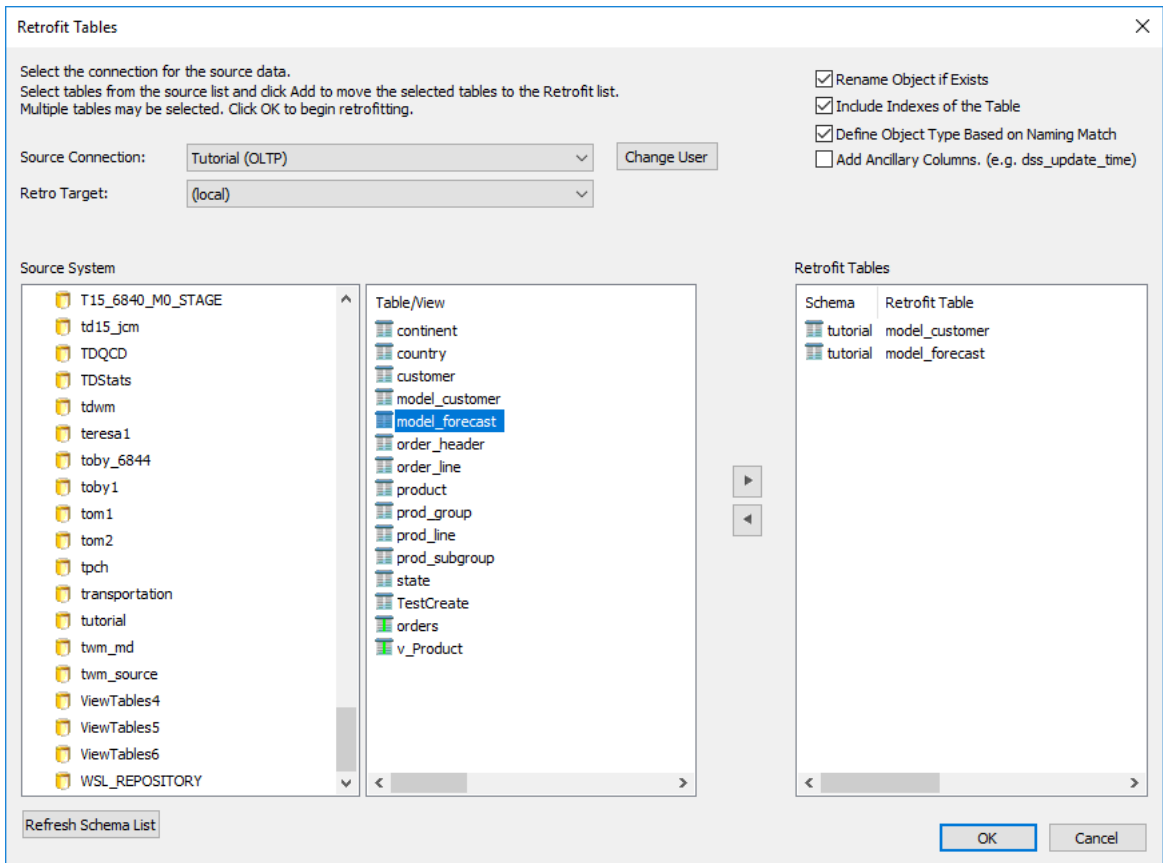 Retrofit Tables
Select the connection for the source data.
Select tables from the source list and click Add to move the selected tables to the Retrofit list.
Multiple tables may be selected. Click OK to begin retrofitting.
Rename Object if Exists
Include Indexes of the Table
Define Object Type Based on Naming Match
Add Ancillary Columns. (e.g. dss_update_time)
Source Connection: Tutorial (OLTP) Change User
Retro Target: (local)
Source System
T15_6840_M0_STAGE
td15_jcm
TDQCD
TDStats
tdwm
teresa1
toby_6844
toby1
tom1
tom2
tpch
transportation
tutorial
twm_md
twm_source
ViewTables4
ViewTables5
ViewTables6
WSL_REPOSITORY
Table/View
continent
country
customer
model_customer
model_forecast
order_header
order_line
product
prod_group
prod_line
prod_subgroup
state
TestCreate
orders
v_Product
Retrofit Tables
Schema Retrofit Table
tutorial model_customer
tutorial model_forecast
Refresh Schema List
OK Cancel